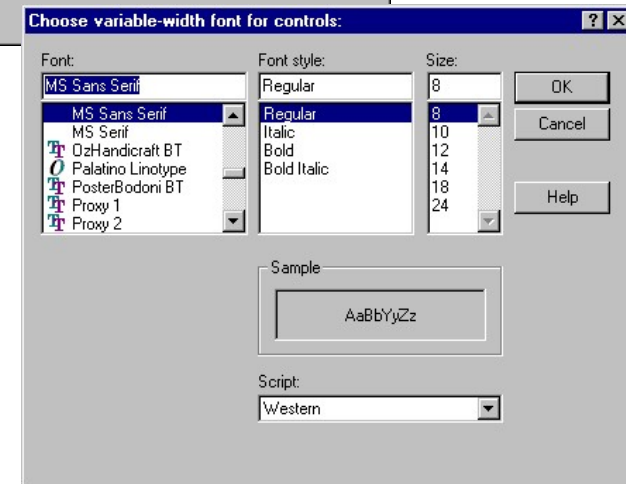 Choose variable-width font for controls:
Font:
Font style:
Size:
MS Sans Serif
Regular
8
OK
MS Sans Serif
MS Serif
OzHandicraft BT
Palatino Linotype
PosterBodoni BT
Proxy 1
Proxy 2
Regular
Italic
Bold
Bold Italic
8
10
12
14
18
24
Cancel
Help
Sample
AaBbYyZz
Script:
Western